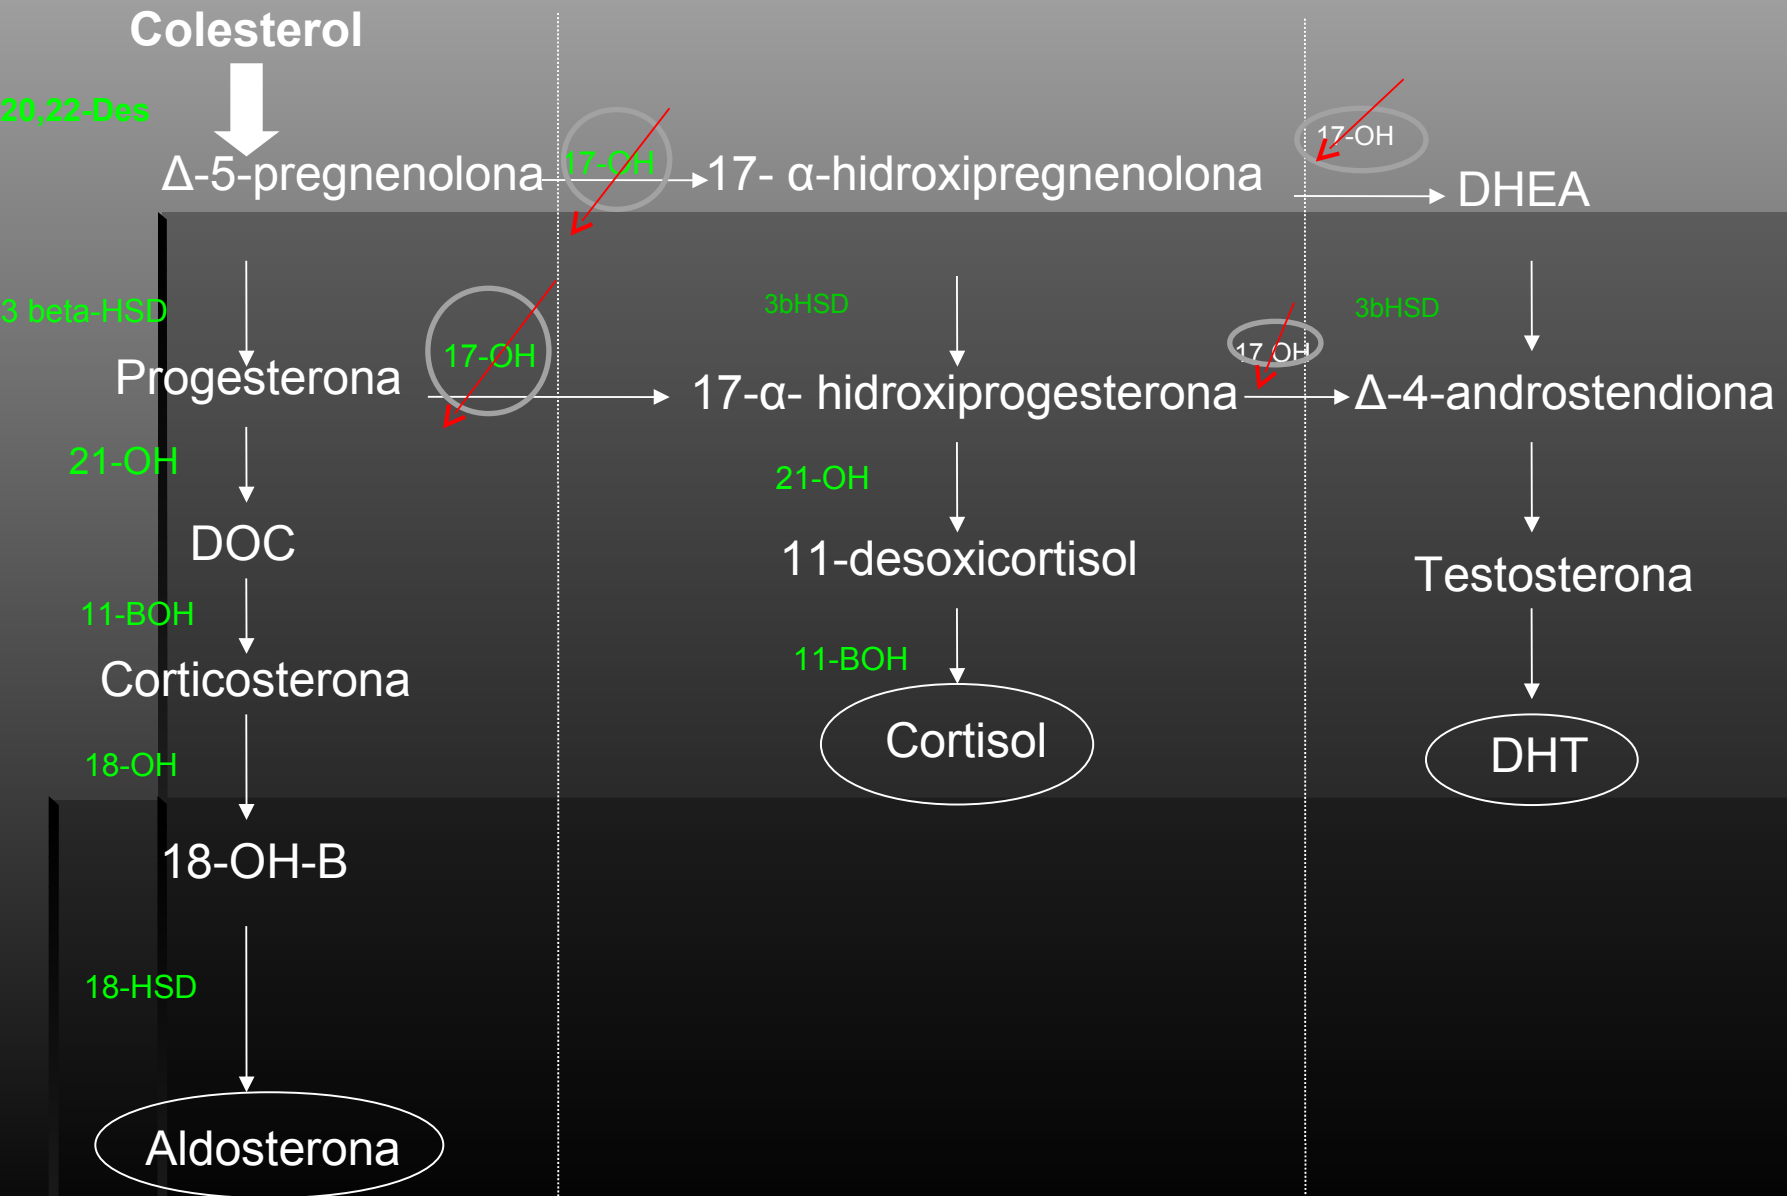 Colesterol
20,22-Des
Δ-5-pregnenolona
17-OH
17- α-hidroxipregnenolona
17-OH
DHEA
3 beta-HSD
3bHSD
3bHSD
Progesterona
17-OH
17-α- hidroxiprogesterona
17 OH
Δ-4-androstendiona
21-OH
21-OH
DOC
11-desoxicortisol
Testosterona
11-BOH
11-BOH
Corticosterona
Cortisol
DHT
18-OH
18-OH-B
18-HSD
Aldosterona